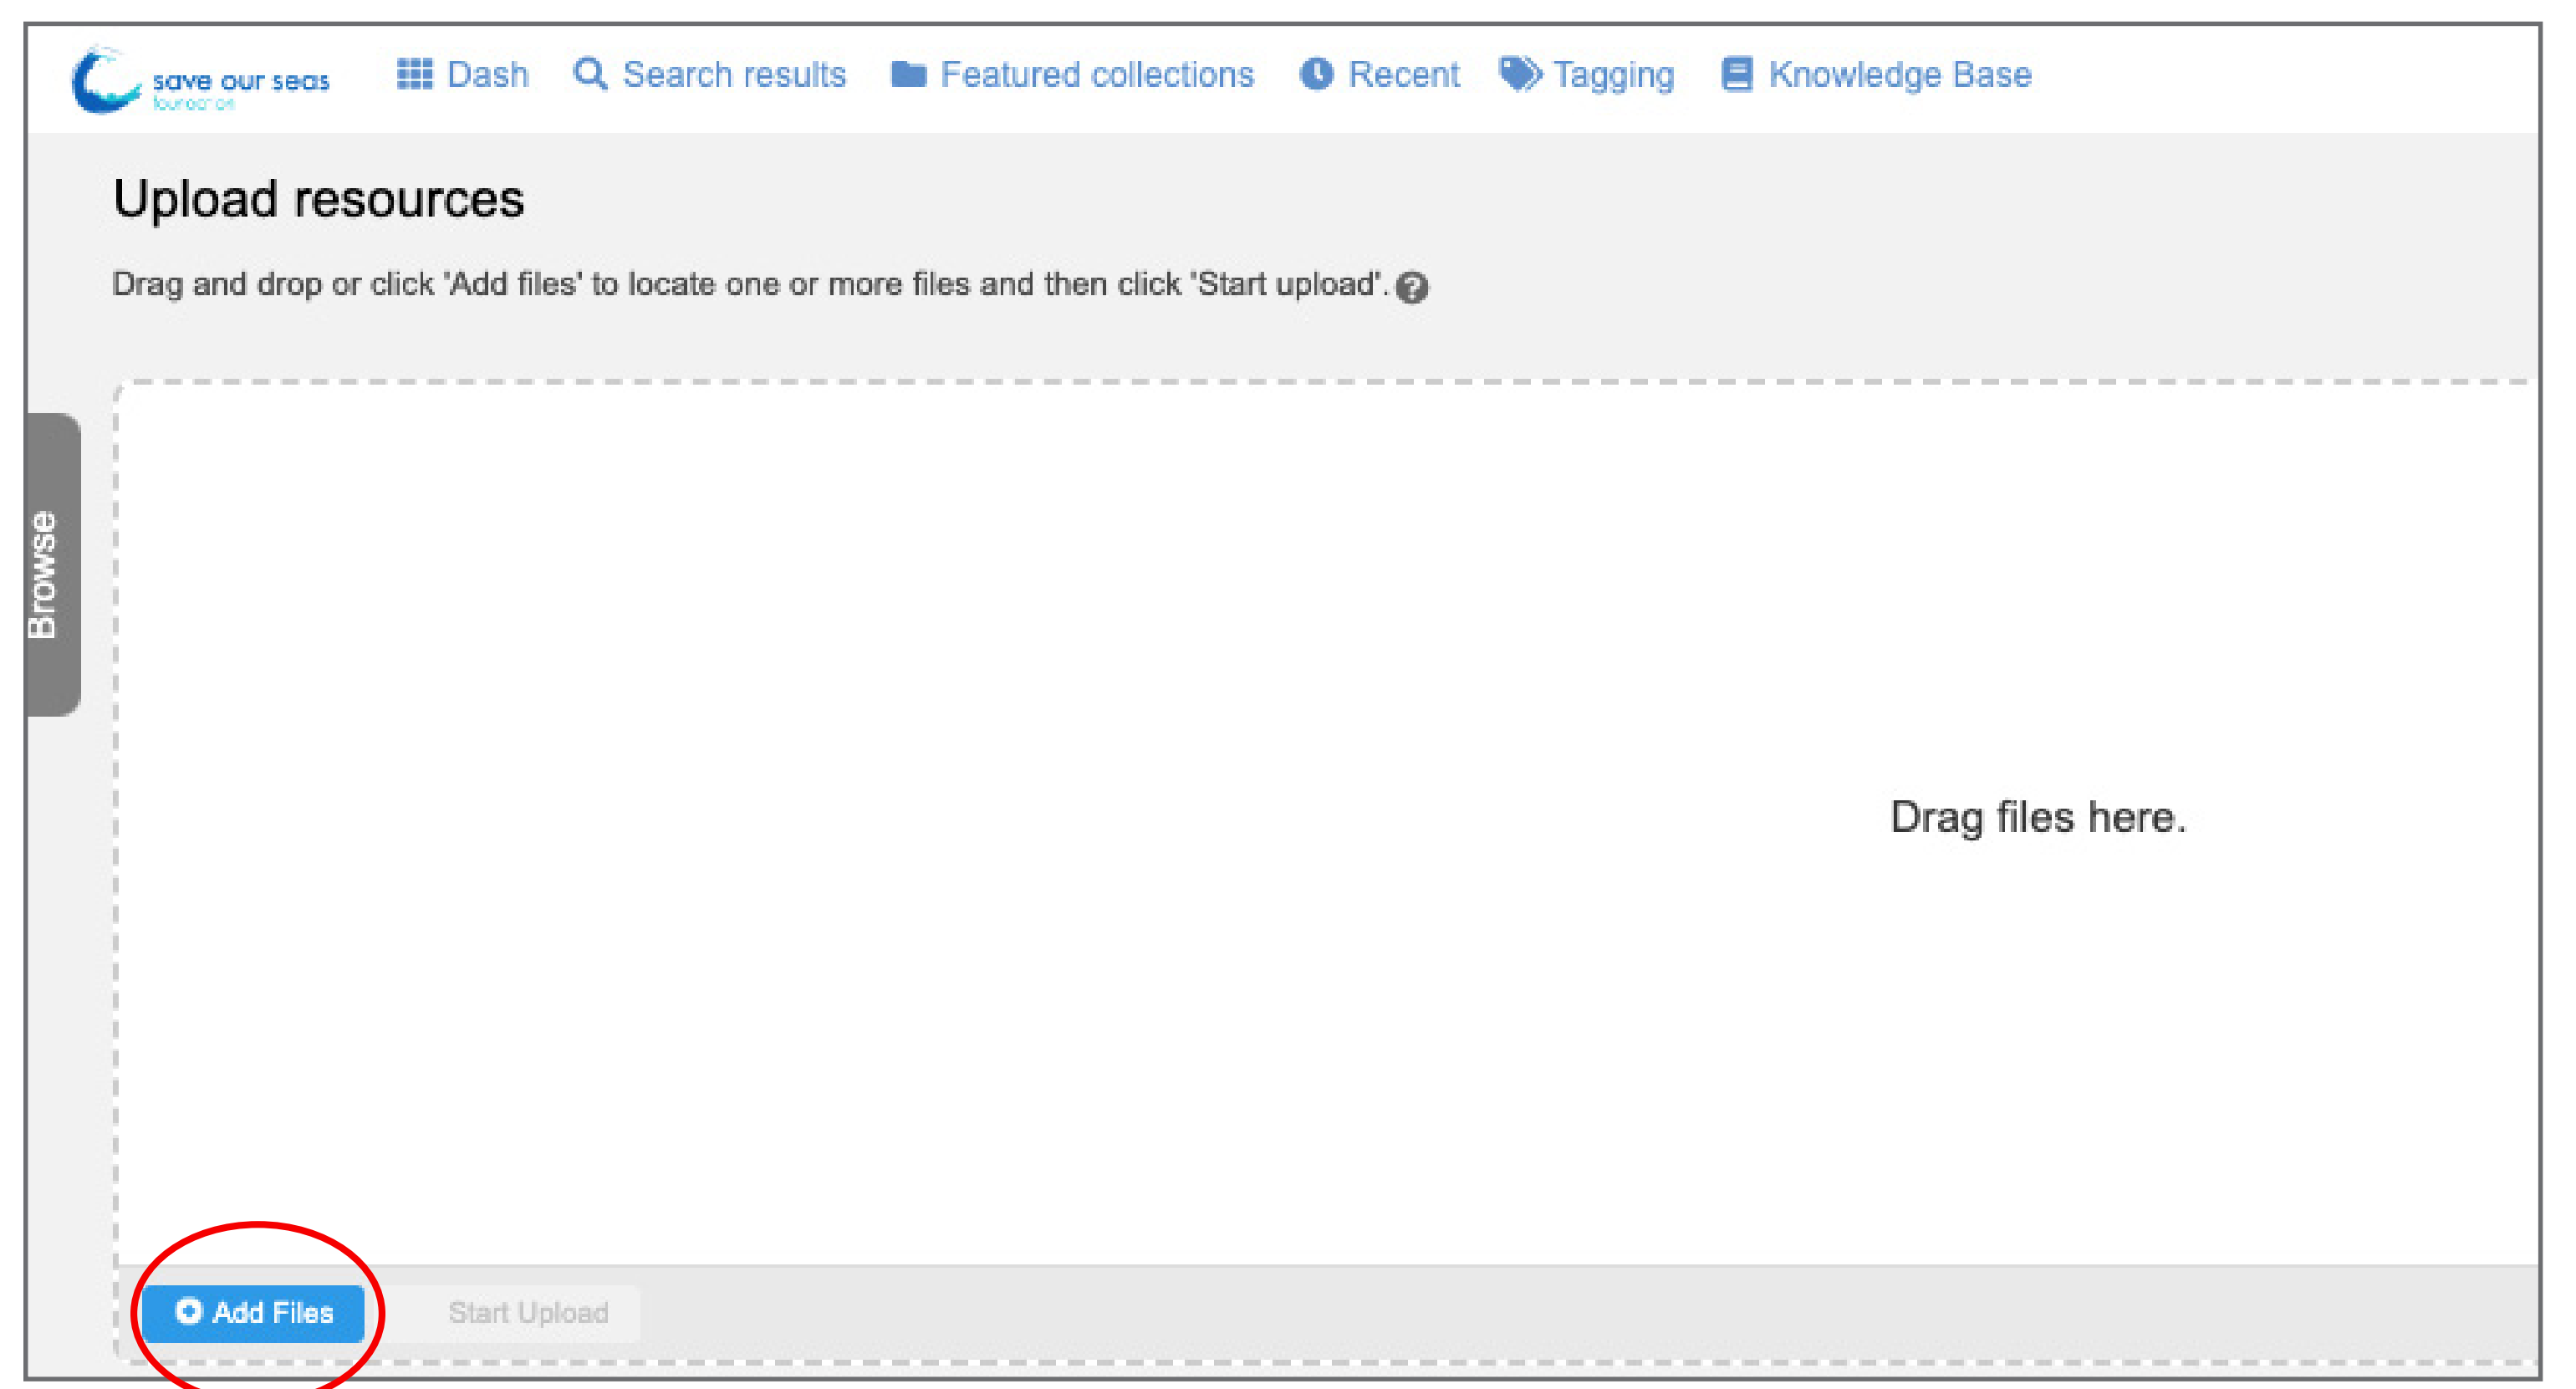 save our seas
foundation
Dash
Search results
Featured collections
Recent
Tagging
Knowledge Base
Upload resources
Drag and drop or click 'Add files' to locate one or more files and then click 'Start upload'. ?
Browse
Drag files here.
Add Files
Start Upload